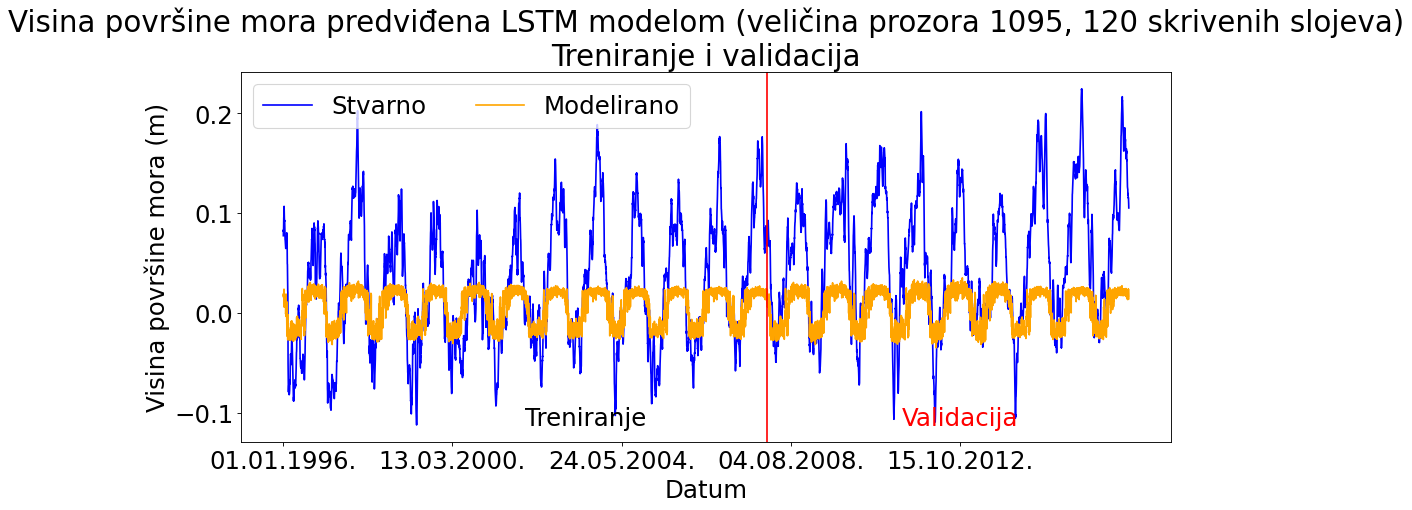 Visina površine mora predviđena LSTM modelom (veličina prozora 1095, 120 skrivenih slojeva)
Treniranje i validacija
Stvarno Modelirano
Visina površine mora (m)
0.2
0.1
0.0
−0.1
Treniranje Validacija
01.01.1996. 13.03.2000. 24.05.2004. 04.08.2008. 15.10.2012.
Datum